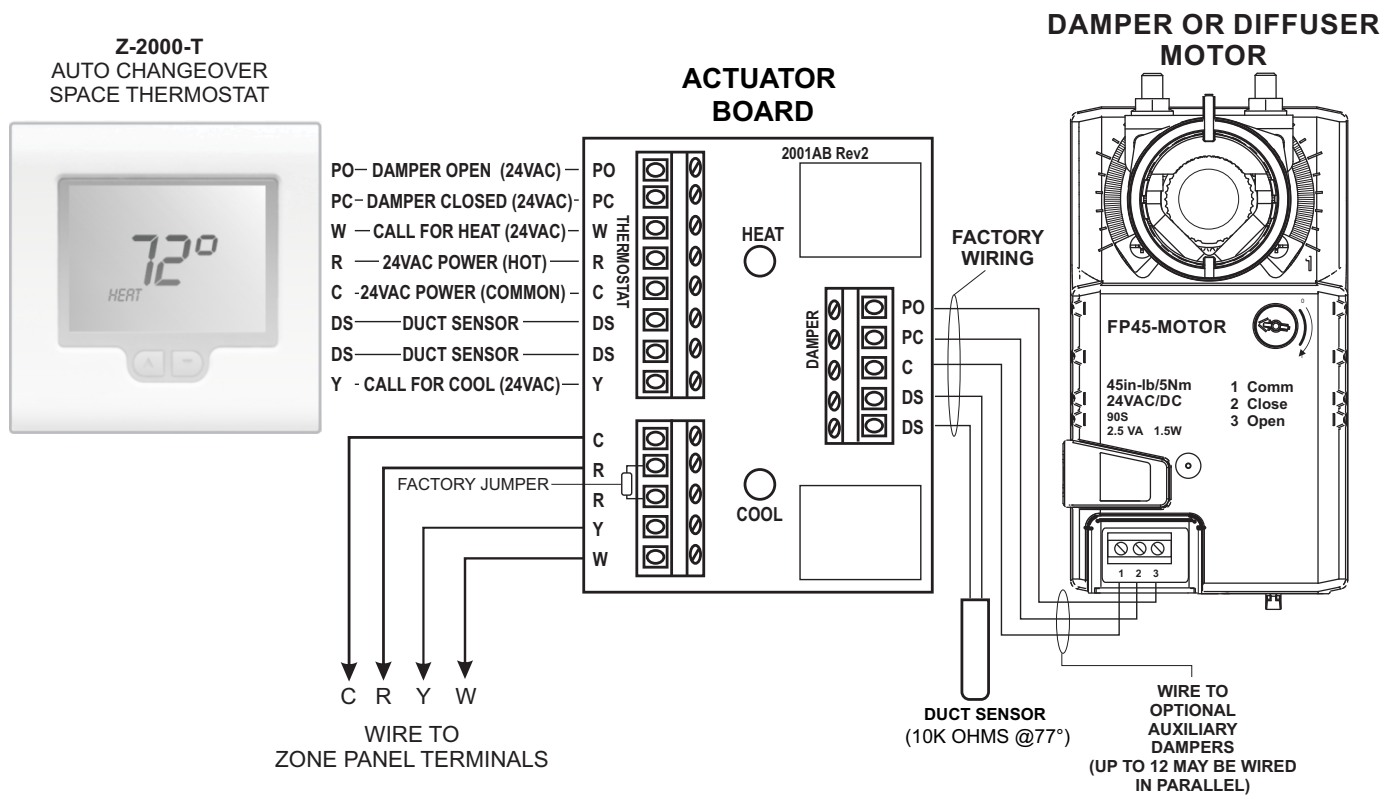 Z-2000-T
AUTO CHANGEOVER
SPACE THERMOSTAT
72°
HEAT
ACTUATOR
BOARD
DAMPER OR DIFFUSER
MOTOR
PO – DAMPER OPEN (24VAC) – PO
PC – DAMPER CLOSED (24VAC) - PC
W – CALL FOR HEAT (24VAC) – W
R — 24VAC POWER (HOT) — R
C - 24VAC POWER (COMMON) – C
DS — DUCT SENSOR — DS
DS — DUCT SENSOR — DS
Y - CALL FOR COOL (24VAC) – Y
THERMOSTAT
2001AB Rev2
HEAT
DAMPER
PO
PC
C
DS
DS
COOL
C
R
FACTORY JUMPER
R
Y
W
C R Y W
WIRE TO
ZONE PANEL TERMINALS
FACTORY
WIRING
1
0
FP45-MOTOR
45in-lb/5Nm
24VAC/DC
90S
2.5 VA 1.5W
1 Comm
2 Close
3 Open
1 2 3
DUCT SENSOR
(10K OHMS @77°)
WIRE TO
OPTIONAL
AUXILIARY
DAMPERS
(UP TO 12 MAY BE WIRED
IN PARALLEL)